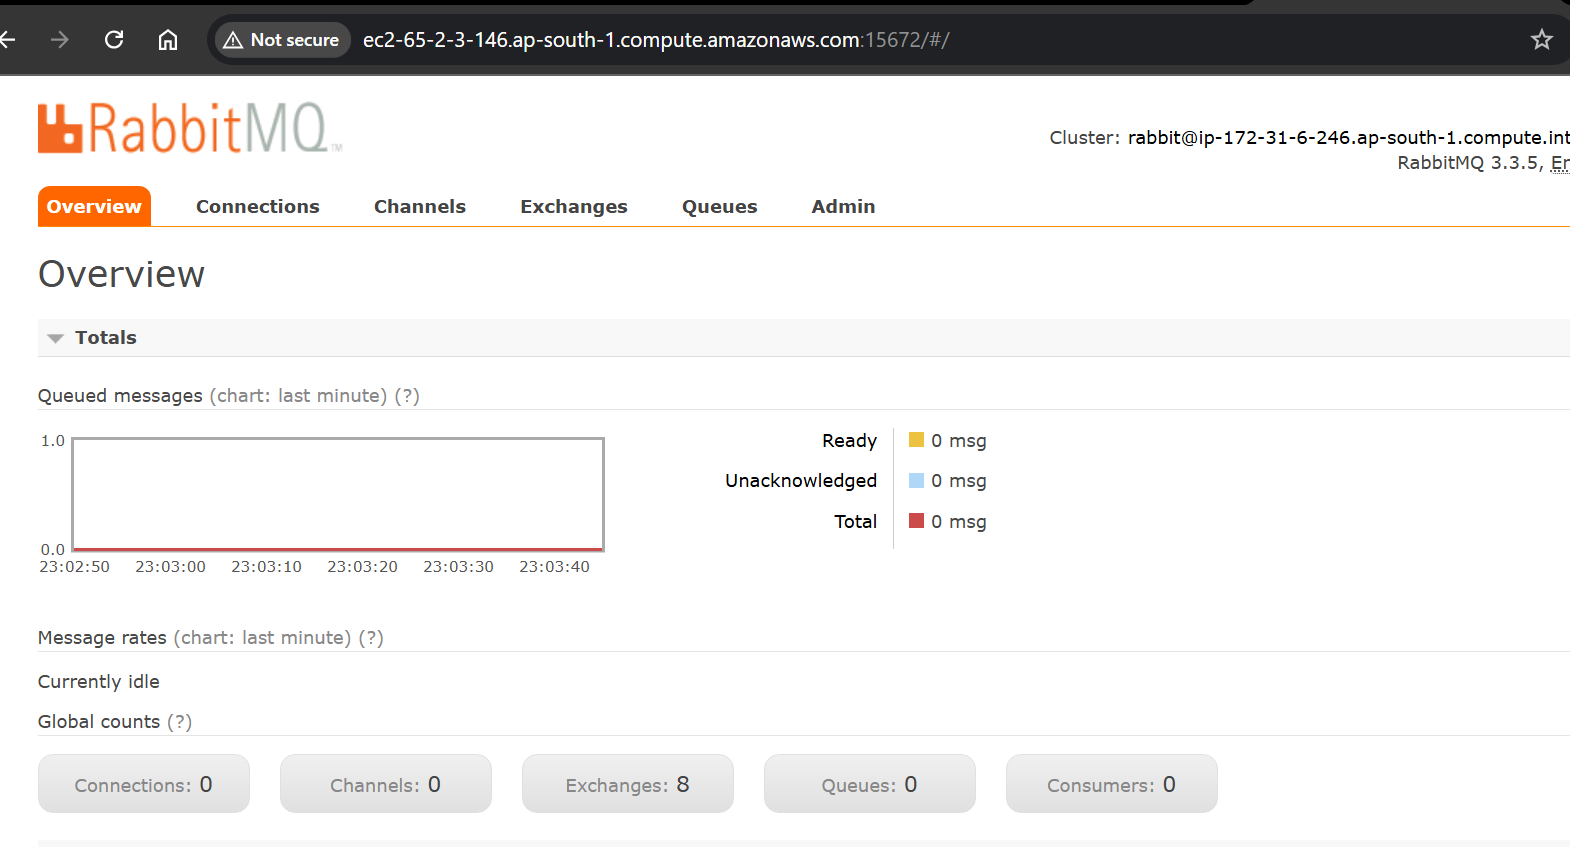 Not secure ec2-65-2-3-146.ap-south-1.compute.amazonaws.com:15672/#/
RabbitMQ TM
Cluster: rabbit@ip-172-31-6-246.ap-south-1.compute.int
RabbitMQ 3.3.5, Er
Overview Connections Channels Exchanges Queues Admin
Overview
Totals
Queued messages (chart: last minute) (?)
1.0
0.0
23:02:50 23:03:00 23:03:10 23:03:20 23:03:30 23:03:40
Ready 0 msg
Unacknowledged 0 msg
Total 0 msg
Message rates (chart: last minute) (?)
Currently idle
Global counts (?)
Connections: 0 Channels: 0 Exchanges: 8 Queues: 0 Consumers: 0